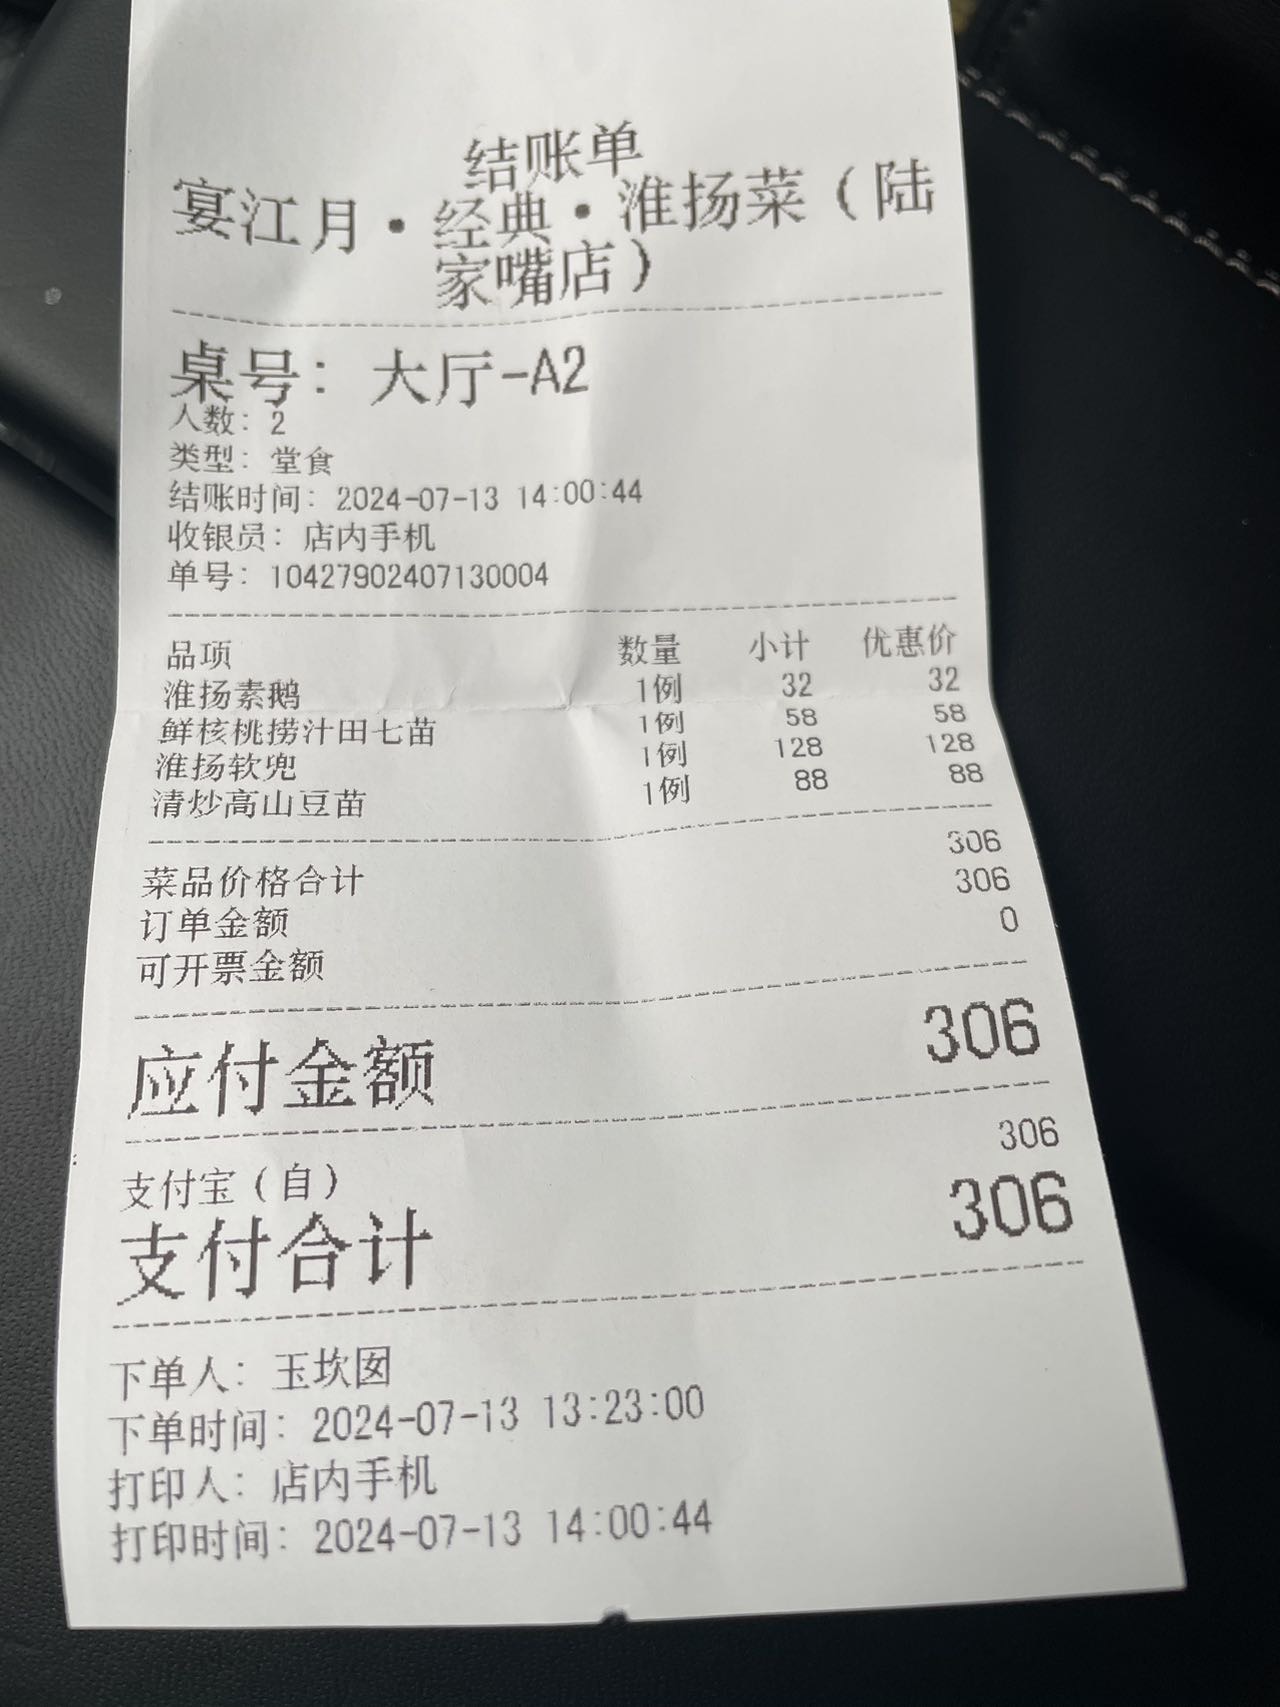 结账单
宴江月·经典·淮扬菜（陆
家嘴店）
桌号：大厅-A2
人数：2
类型：堂食
结账时间：2024-07-13 14:00:44
收银员：店内手机
单号：10427902407130004
品项 数量 小计 优惠价
淮扬素鹅 1例 32 32
鲜核桃捞汁田七苗 1例 58 58
淮扬软兜 1例 128 128
清炒高山豆苗 1例 88 88
菜品价格合计 306
订单金额 306
可开票金额 0
应付金额 306
支付宝（自） 306
支付合计 306
下单人：玉坎囡
下单时间：2024-07-13 13:23:00
打印人：店内手机
打印时间：2024-07-13 14:00:44